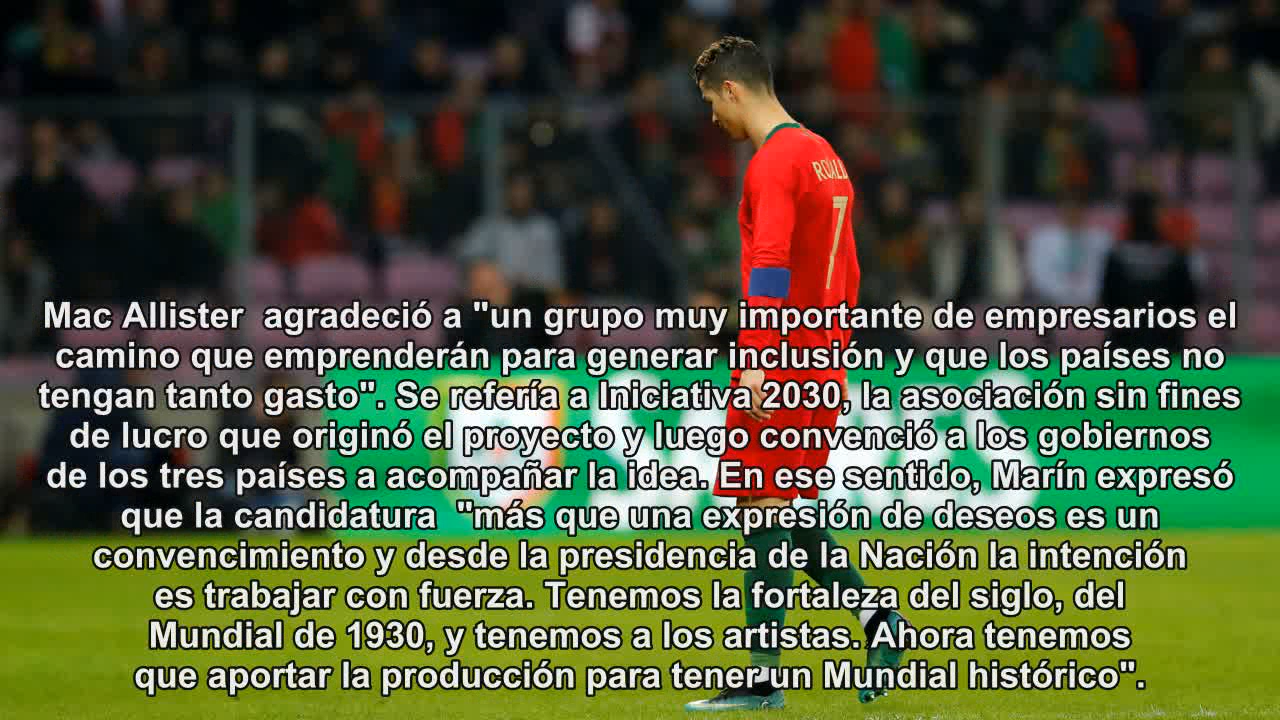 RONALDO
7
Mac Allister  agradeció a "un grupo muy importante de empresarios el
camino que emprenderán para generar inclusión y que los países no
tengan tanto gasto". Se refería a Iniciativa 2030, la asociación sin fines
de lucro que originó el proyecto y luego convenció a los gobiernos
de los tres países a acompañar la idea. En ese sentido, Marín expresó
que la candidatura  "más que una expresión de deseos es un
convencimiento y desde la presidencia de la Nación la intención
es trabajar con fuerza. Tenemos la fortaleza del siglo, del
Mundial de 1930, y tenemos a los artistas. Ahora tenemos
que aportar la producción para tener un Mundial histórico".